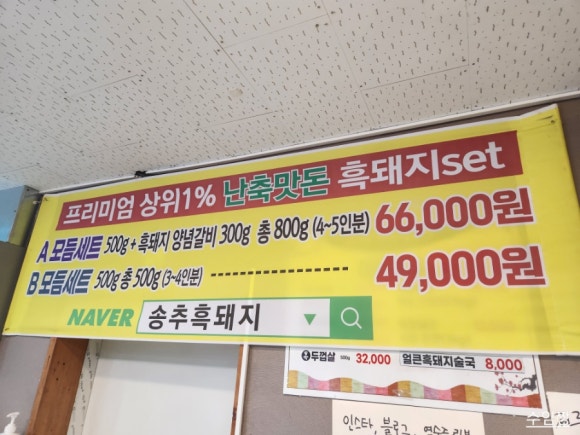 프리미엄 상위1% 난축맛돈 흑돼지set
A 모듬세트 500g + 흑돼지 양념갈비 300g 총 800g (4~5인분) 66,000원
B 모듬세트 500g 총 500g (3~4인분) ---------------- 49,000원
NAVER 송추흑돼지
두껍살 500g 32,000 얼큰흑돼지술국 8,000
인스타, 블로그,